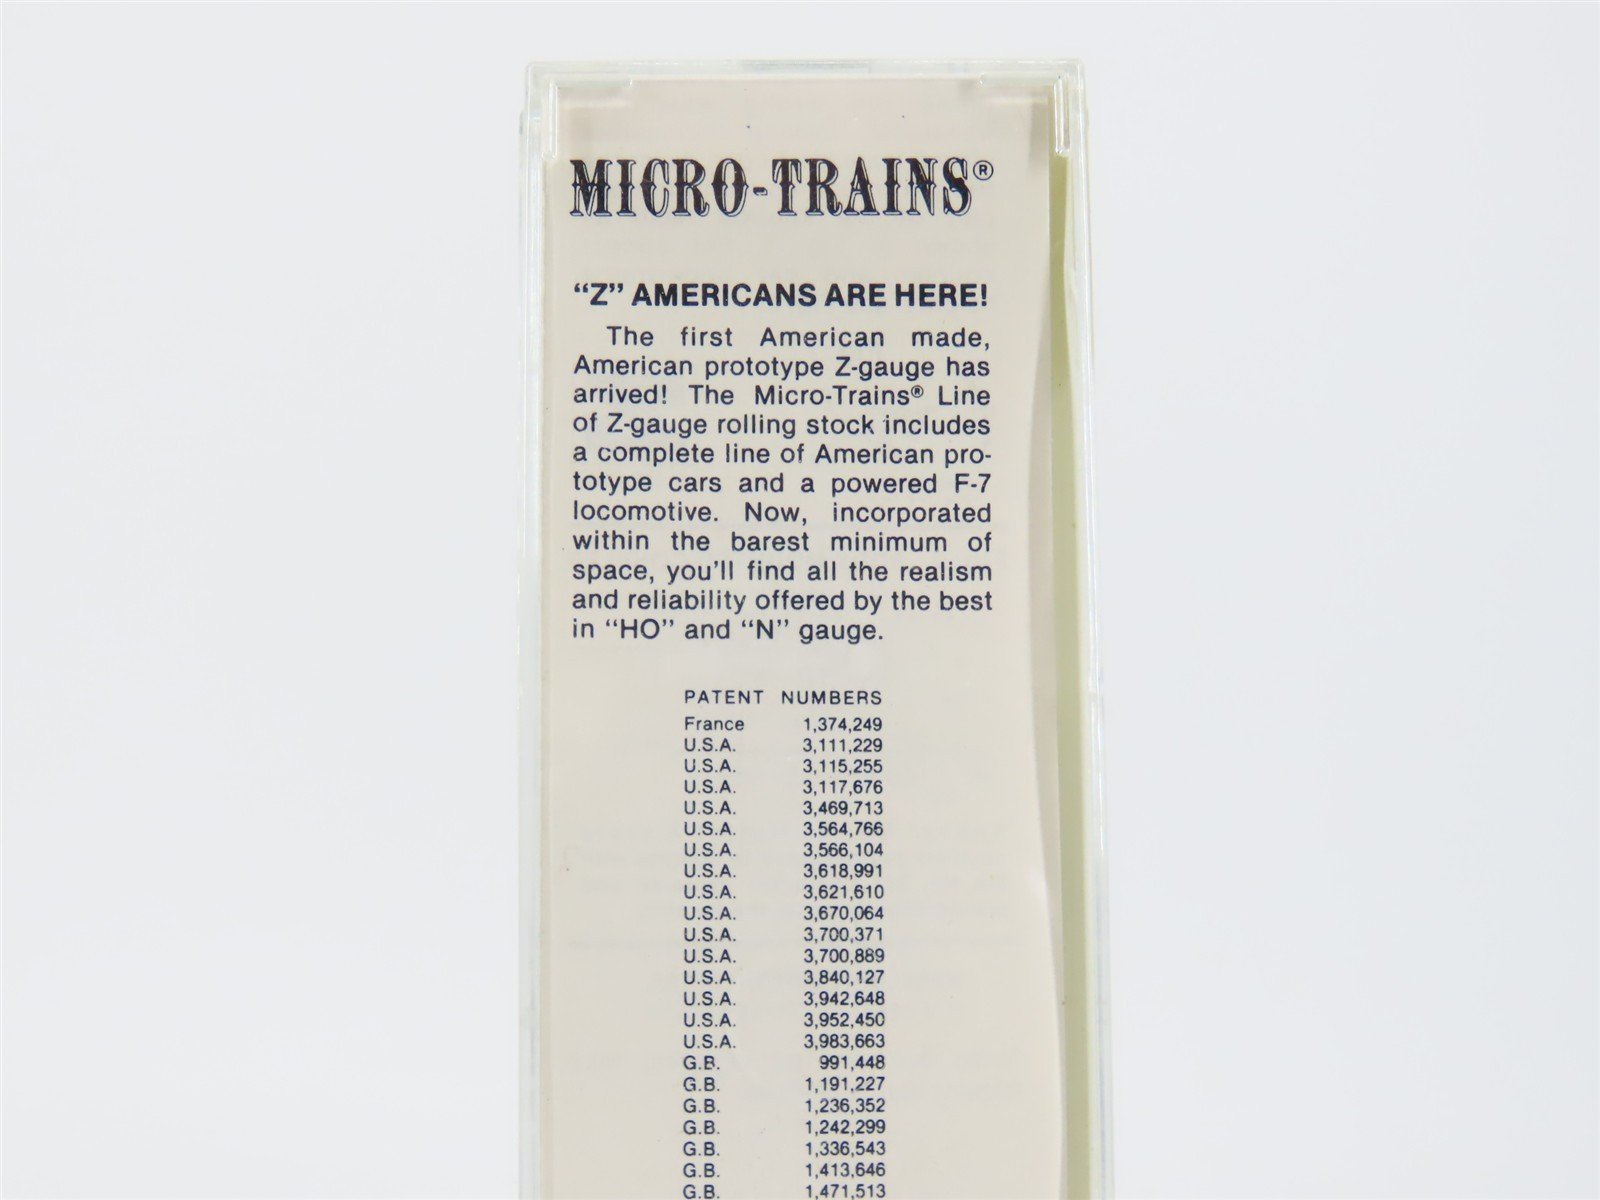 MICRO-TRAINS®
“Z” AMERICANS ARE HERE!
The first American made,
American prototype Z-gauge has
arrived! The Micro-Trains® Line
of Z-gauge rolling stock includes
a complete line of American pro-
totype cars and a powered F-7
locomotive. Now, incorporated
within the barest minimum of
space, you'll find all the realism
and reliability offered by the best
in “HO” and “N” gauge.
PATENT NUMBERS
France 1,374,249
U.S.A. 3,111,229
U.S.A. 3,115,255
U.S.A. 3,117,676
U.S.A. 3,469,713
U.S.A. 3,564,766
U.S.A. 3,566,104
U.S.A. 3,618,991
U.S.A. 3,621,610
U.S.A. 3,670,064
U.S.A. 3,700,371
U.S.A. 3,700,889
U.S.A. 3,840,127
U.S.A. 3,942,648
U.S.A. 3,952,450
U.S.A. 3,983,663
G.B. 991,448
G.B. 1,191,227
G.B. 1,236,352
G.B. 1,242,299
G.B. 1,336,543
G.B. 1,413,646
G.B. 1,471,513